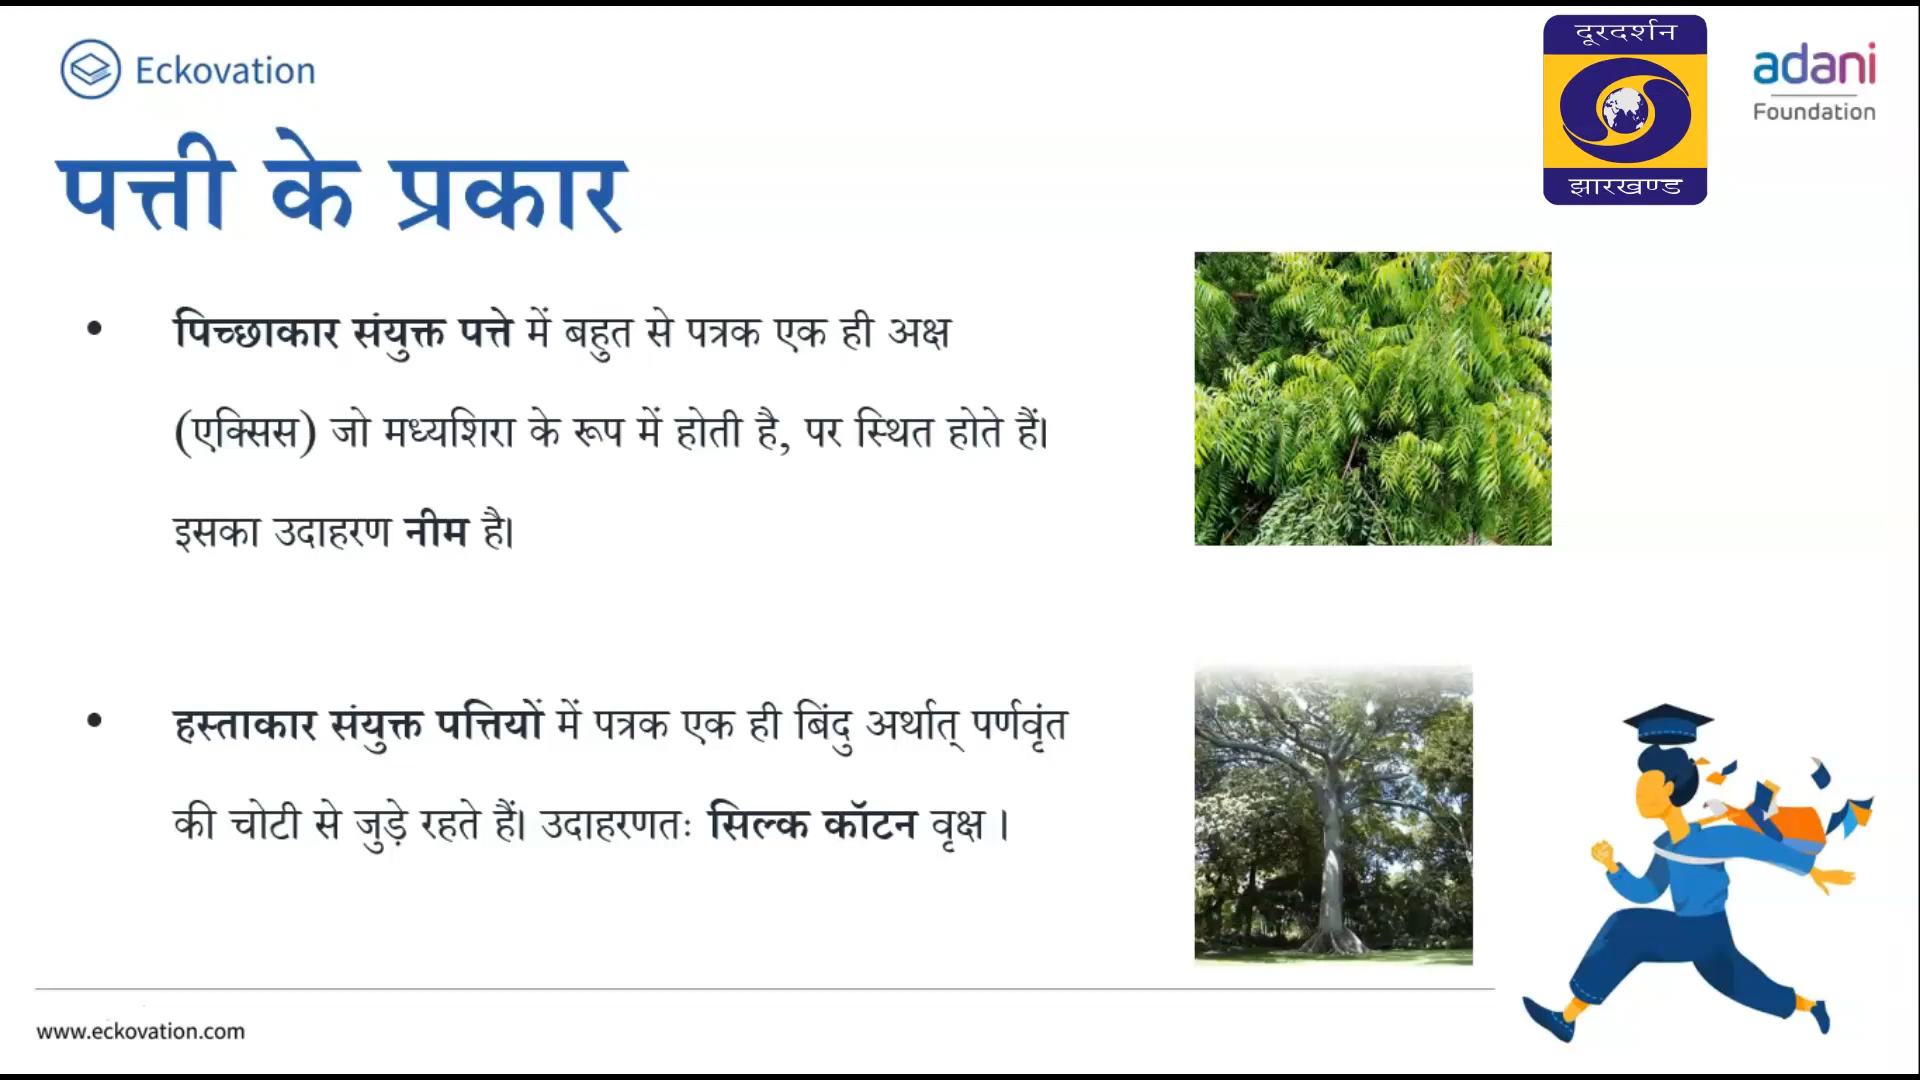 Eckovation
दूरदर्शन
झारखण्ड
adani
Foundation
पत्ती के प्रकार
• पिच्छाकार संयुक्त पत्ते में बहुत से पत्रक एक ही अक्ष
(एक्सिस) जो मध्यशिरा के रूप में होती है, पर स्थित होते हैं।
इसका उदाहरण नीम है।
• हस्ताकार संयुक्त पत्तियों में पत्रक एक ही बिंदु अर्थात् पर्णवृंत
की चोटी से जुड़े रहते हैं। उदाहरणतः सिल्क कॉटन वृक्ष ।
www.eckovation.com